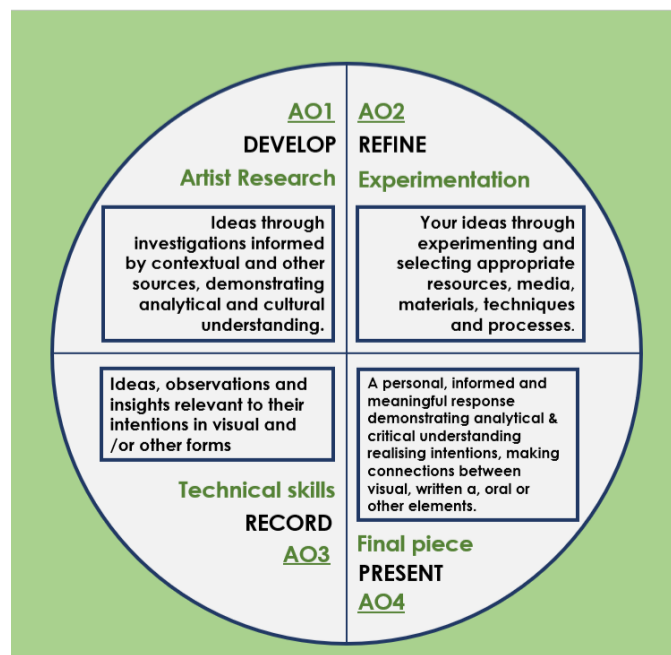 AO1
DEVELOP
Artist Research
Ideas through
investigations informed
by contextual and other
sources, demonstrating
analytical and cultural
understanding.
AO2
REFINE
Experimentation
Your ideas through
experimenting and
selecting appropriate
resources, media,
materials, techniques
and processes.
Ideas, observations and
insights relevant to their
intentions in visual and
/or other forms
Technical skills
RECORD
AO3
A personal, informed and
meaningful response
demonstrating analytical &
critical understanding
realising intentions, making
connections between
visual, written a, oral or
other elements.
Final piece
PRESENT
AO4